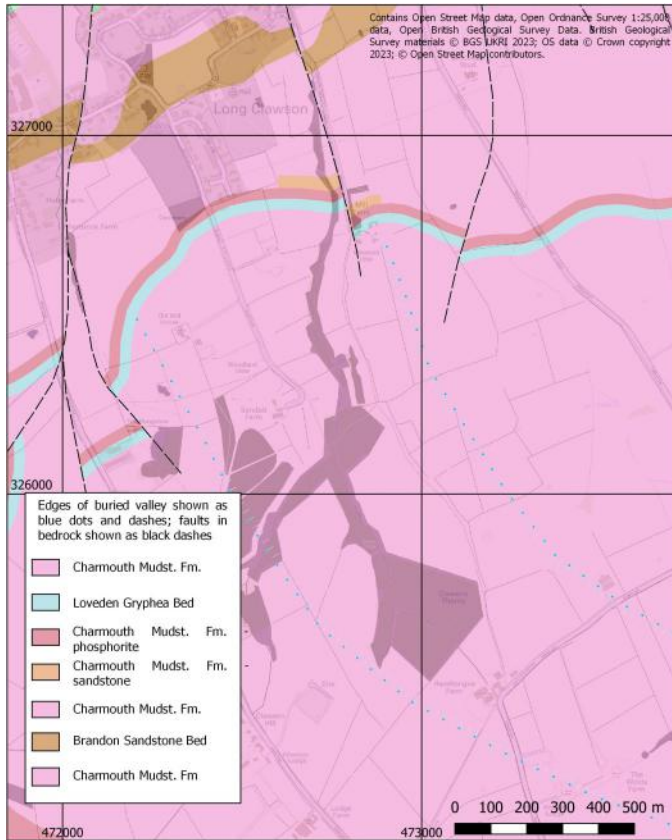 Contains Open Street Map data, Open Ordnance Survey 1:25,000
data, Open British Geological Survey Data. British Geological
Survey materials © BGS UKRI 2023; OS data © Crown copyright
2023; © Open Street Map contributors.
Long Clawson
327000
326000
Edges of buried valley shown as
blue dots and dashes; faults in
bedrock shown as black dashes
Charmouth Mudst. Fm.
Loveden Gryphea Bed
Charmouth Mudst. Fm.
phosphorite
Charmouth Mudst. Fm.
sandstone
Charmouth Mudst. Fm.
Brandon Sandstone Bed
Charmouth Mudst. Fm
472000
473000
0 100 200 300 400 500 m